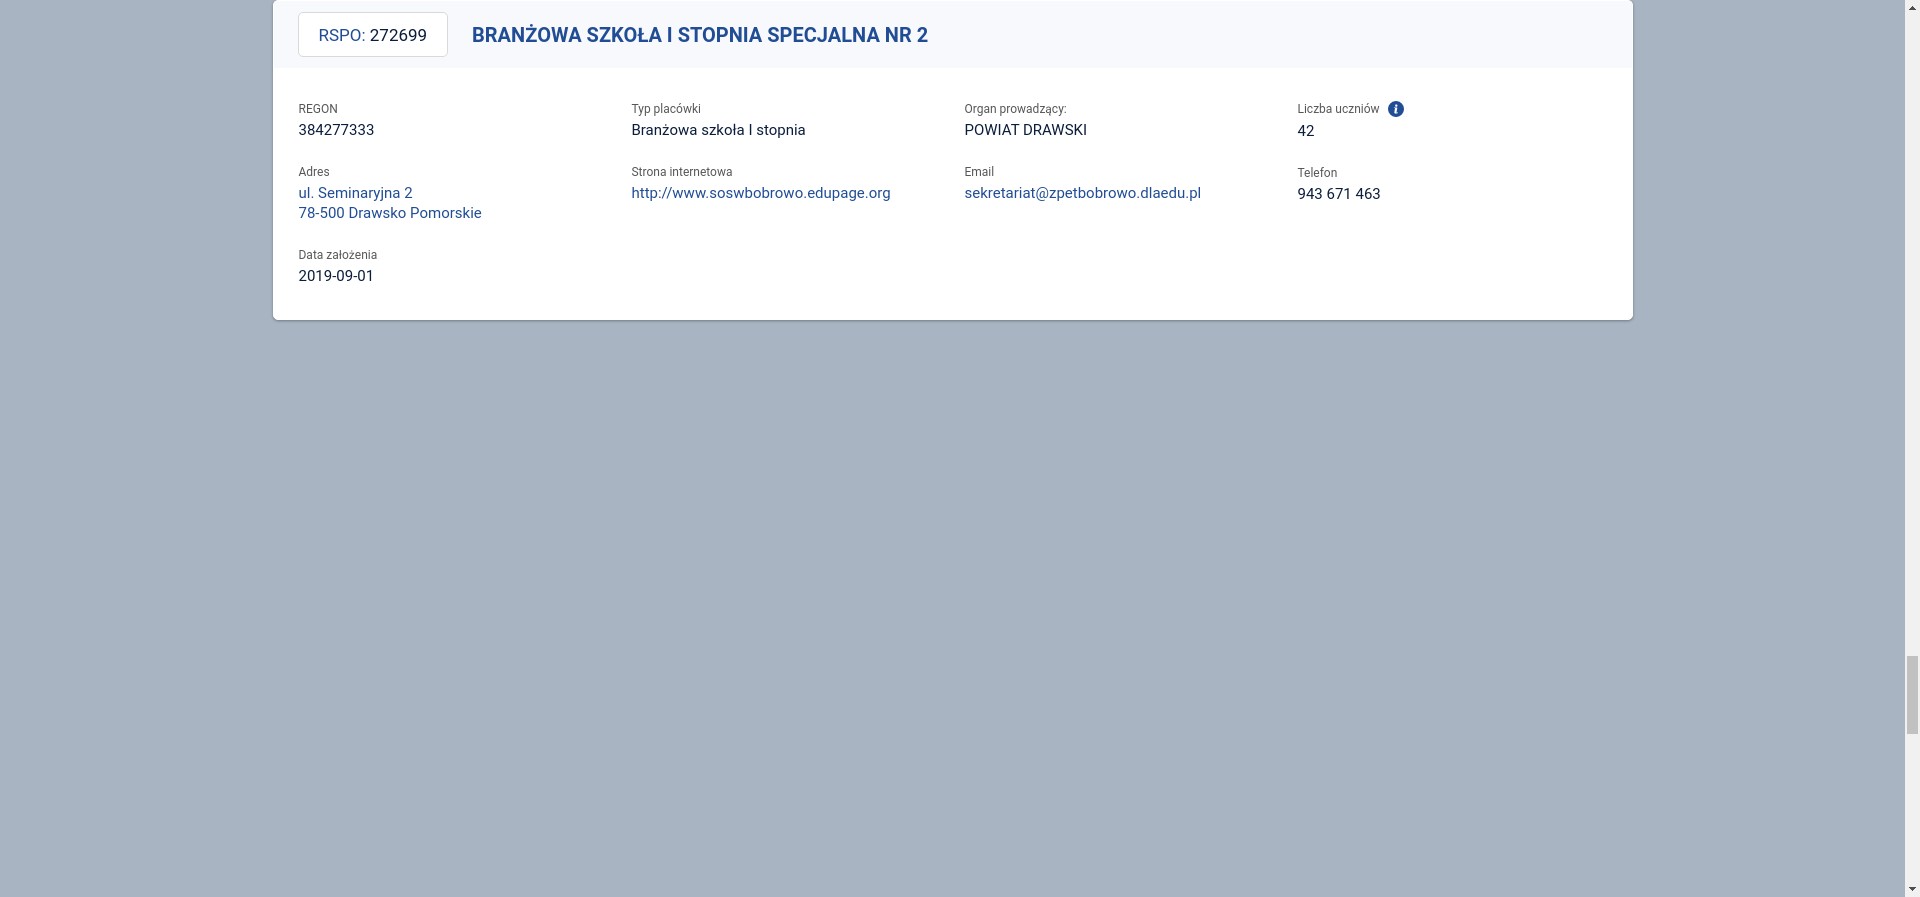 RSPO: 272699
BRANŻOWA SZKOŁA I STOPNIA SPECJALNA NR 2
REGON
384277333
Typ placówki
Branżowa szkoła I stopnia
Organ prowadzący:
POWIAT DRAWSKI
Liczba uczniów
42
Adres
ul. Seminaryjna 2
78-500 Drawsko Pomorskie
Strona internetowa
http://www.soswbobrowo.edupage.org
Email
sekretariat@zpetbobrowo.dlaedu.pl
Telefon
943 671 463
Data założenia
2019-09-01